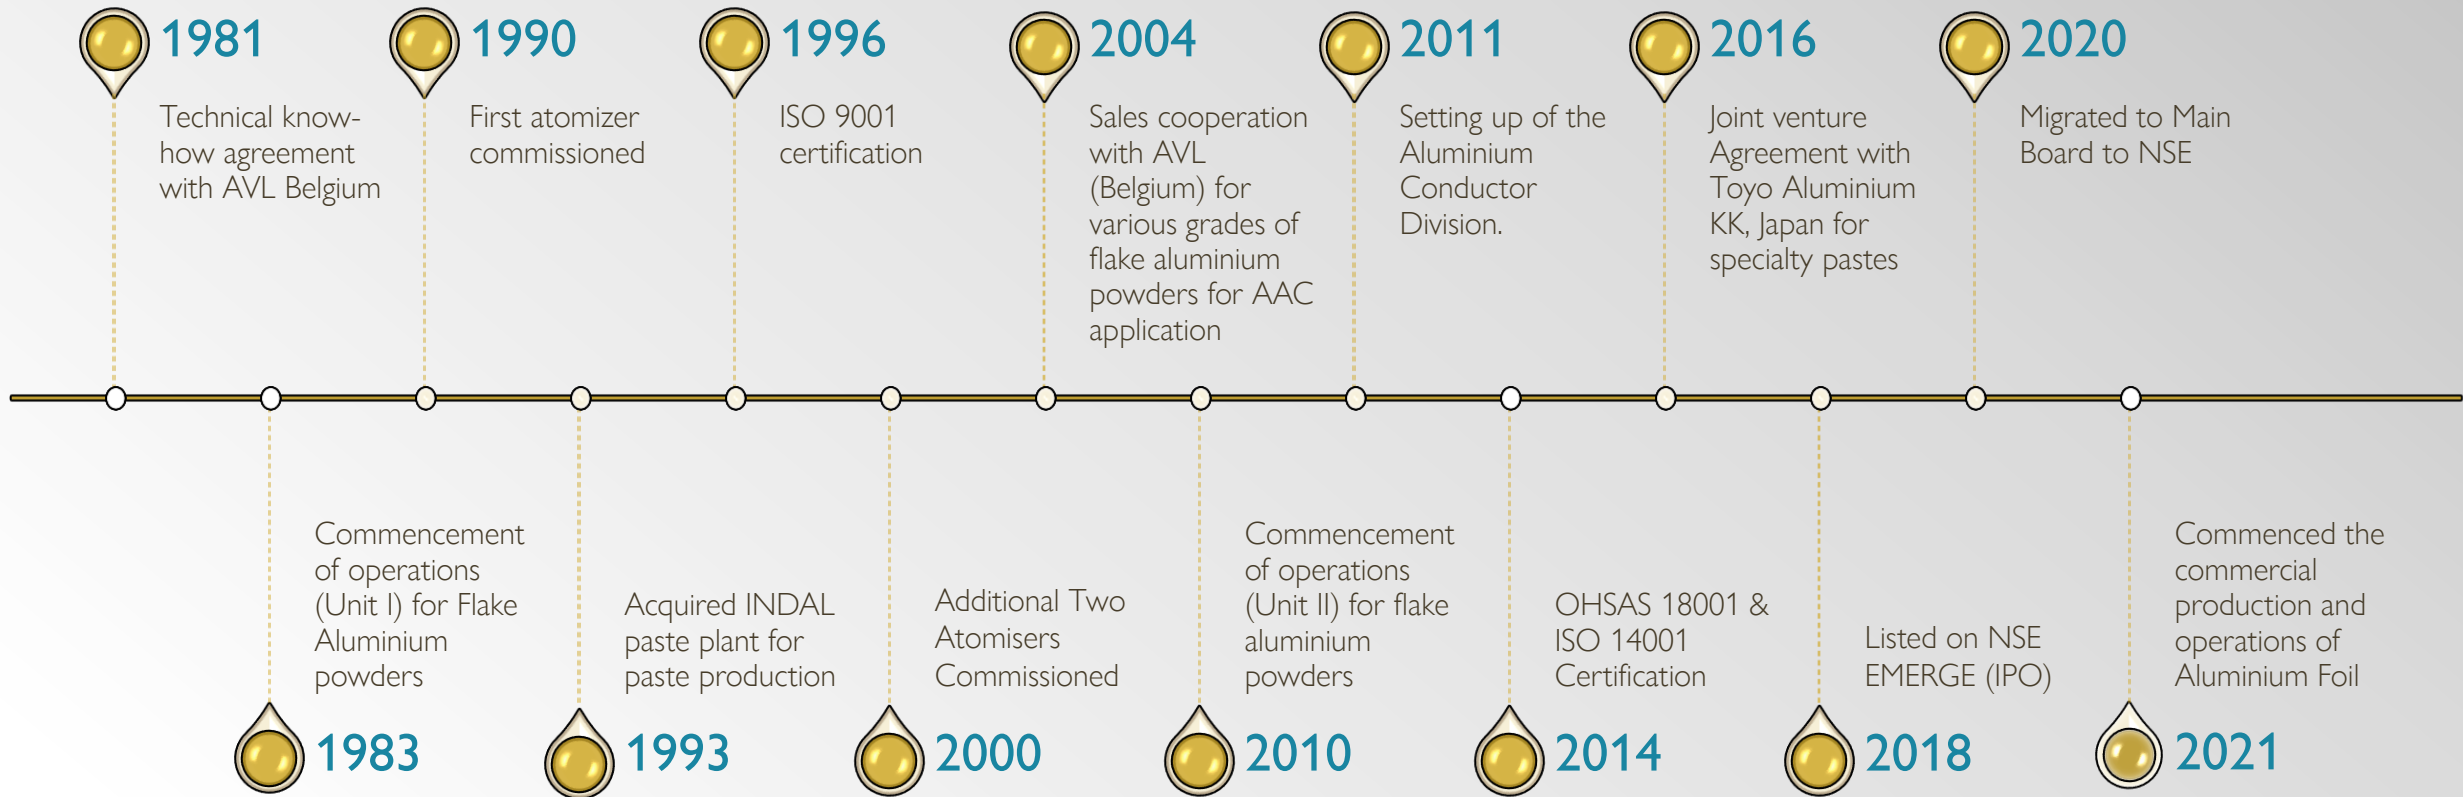 1981
Technical know-
how agreement
with AVL Belgium
1990
First atomizer
commissioned
1996
ISO 9001
certification
2004
Sales cooperation
with AVL
(Belgium) for
various grades of
flake aluminium
powders for AAC
application
2011
Setting up of the
Aluminium
Conductor
Division.
2016
Joint venture
Agreement with
Toyo Aluminium
KK, Japan for
specialty pastes
2020
Migrated to Main
Board to NSE
Commencement
of operations
(Unit I) for Flake
Aluminium
powders
1983
Acquired INDAL
paste plant for
paste production
1993
Additional Two
Atomisers
Commissioned
2000
Commencement
of operations
(Unit II) for flake
aluminium
powders
2010
OHSAS 18001 &
ISO 14001
Certification
2014
Listed on NSE
EMERGE (IPO)
2018
Commenced the
commercial
production and
operations of
Aluminium Foil
2021